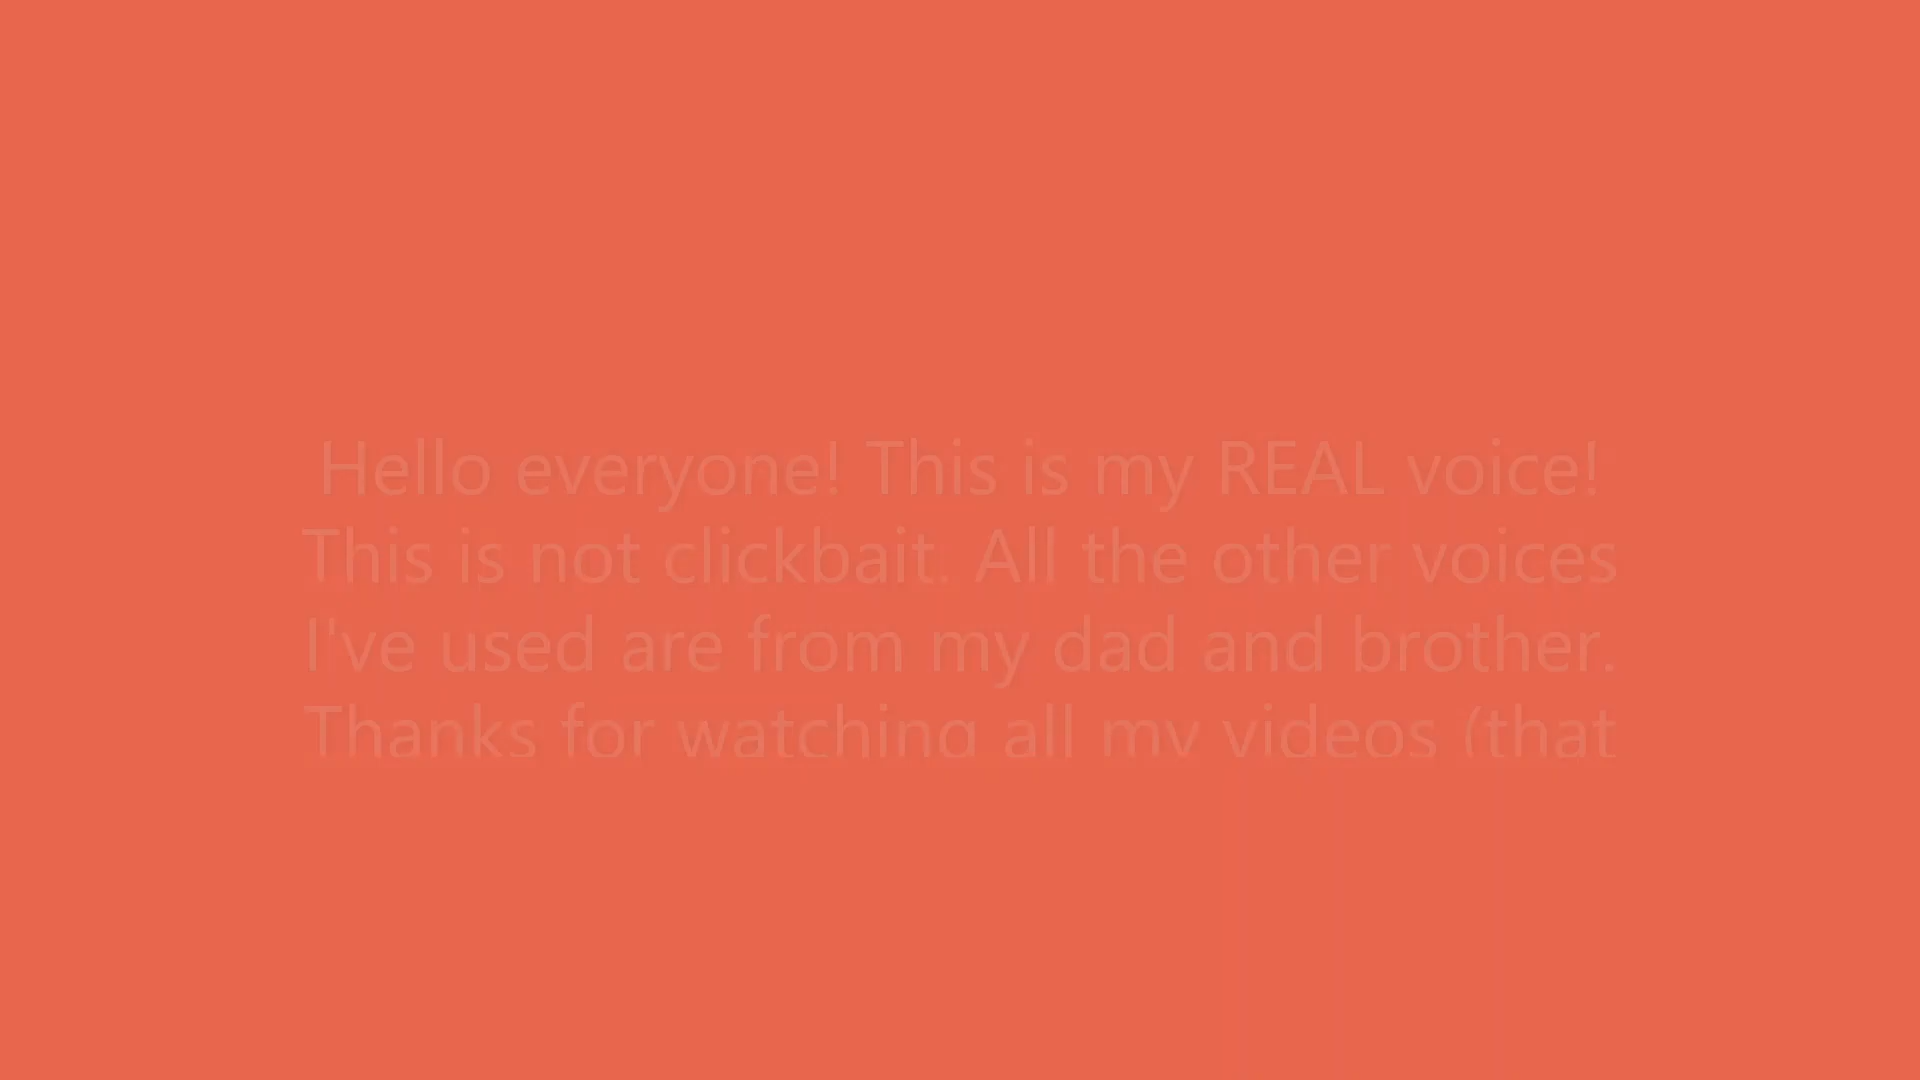 Hello everyone! This is my REAL voice!
This is not clickbait. All the other voices
I've used are from my dad and brother.
Thanks for watching all my videos (that